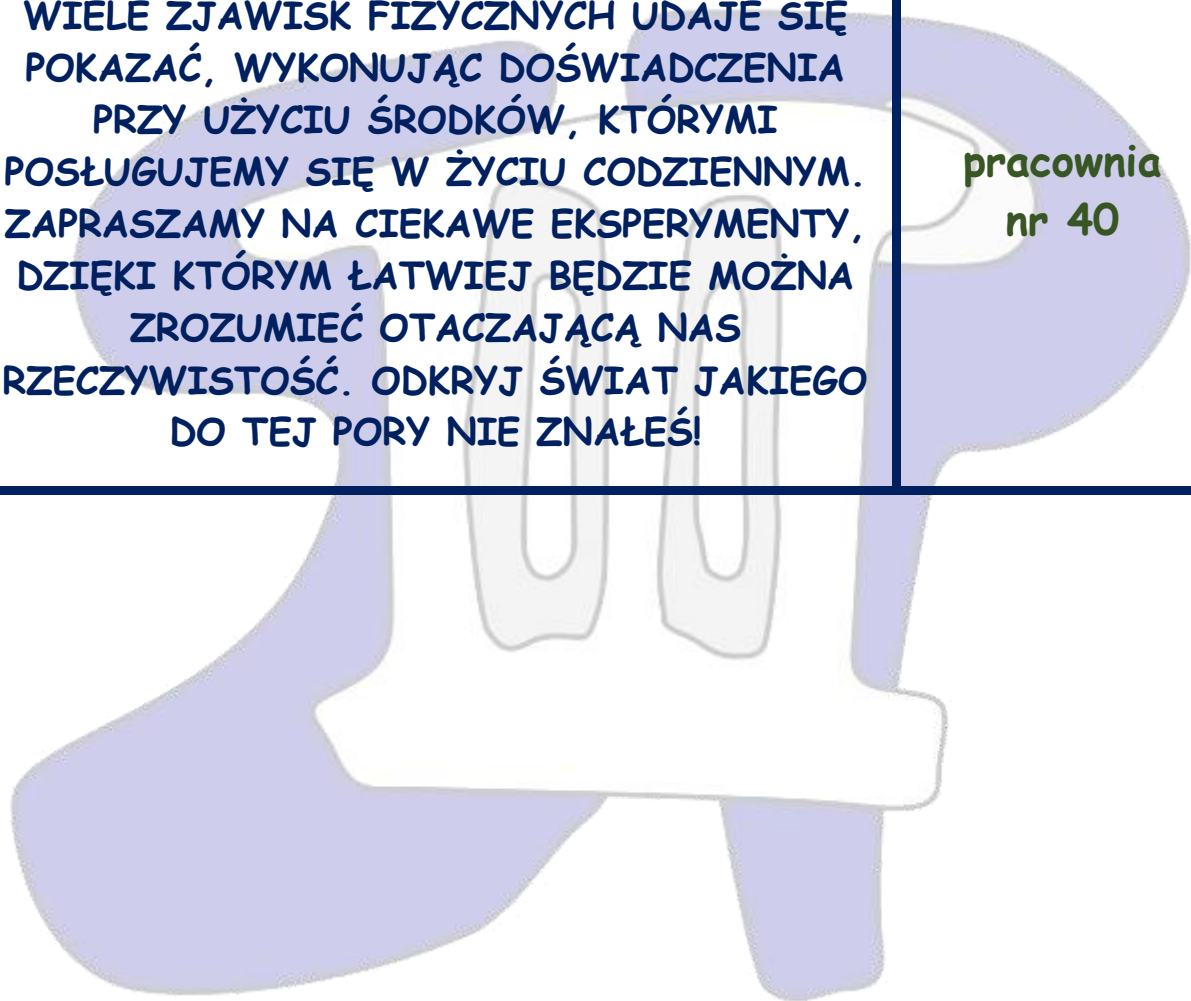 WIELE ZJAWISK FIZYCZNYCH UDAJE SIĘ
POKAZAĆ, WYKONUJĄC DOŚWIADCZENIA
PRZY UŻYCIU ŚRODKÓW, KTÓRYMI
POSŁUGUJEMY SIĘ W ŻYCIU CODZIENNYM.
ZAPRASZAMY NA CIEKAWE EKSPERYMENTY,
DZIĘKI KTÓRYM ŁATWIEJ BĘDZIE MOŻNA
ZROZUMIEĆ OTACZAJĄCĄ NAS
RZECZYWISTOŚĆ. ODKRYJ ŚWIAT JAKIEGO
DO TEJ PORY NIE ZNAŁEŚ!
pracownia
nr 40